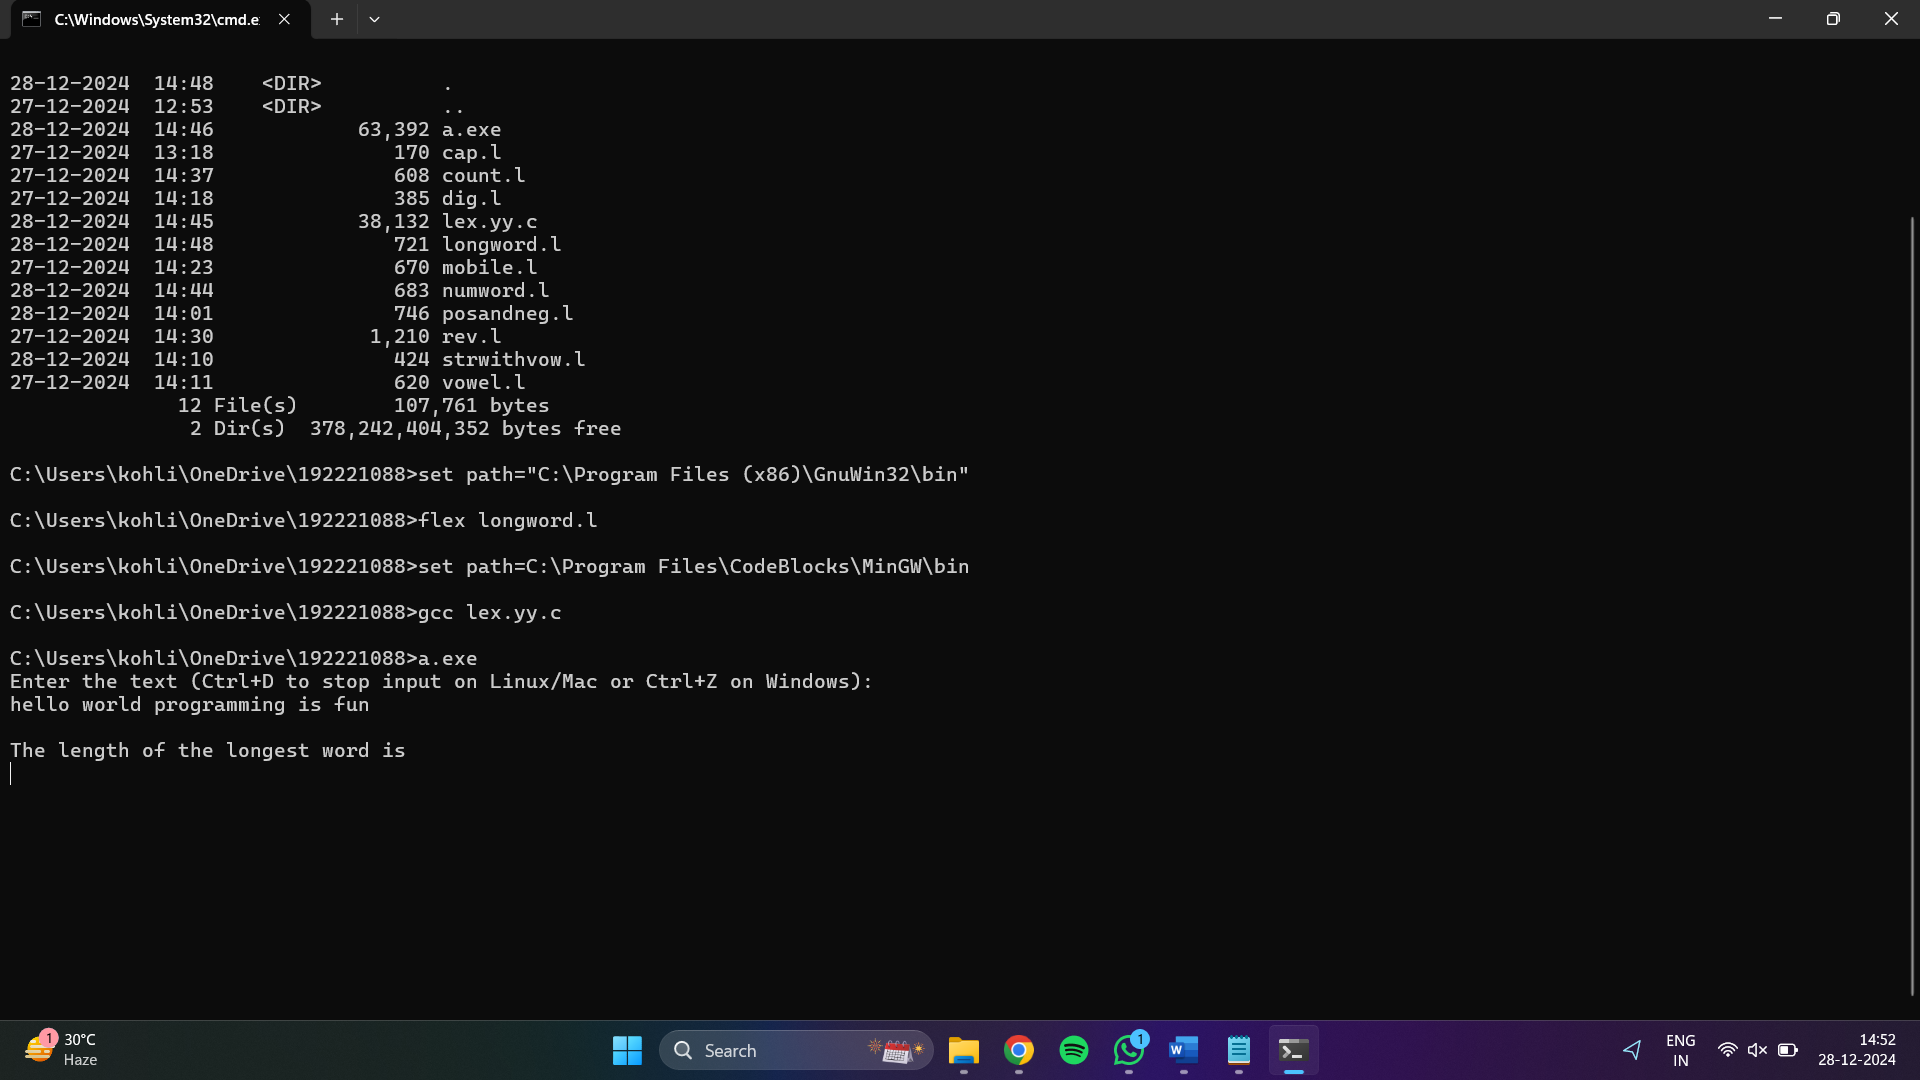 C:\Windows\System32\cmd.e
28-12-2024  14:48    <DIR>          .
27-12-2024  12:53    <DIR>          ..
28-12-2024  14:46            63,392 a.exe
27-12-2024  13:18               170 cap.l
27-12-2024  14:37               608 count.l
27-12-2024  14:18               385 dig.l
28-12-2024  14:45            38,132 lex.yy.c
28-12-2024  14:48               721 longword.l
27-12-2024  14:23               670 mobile.l
28-12-2024  14:44               683 numword.l
28-12-2024  14:01               746 posandneg.l
27-12-2024  14:30             1,210 rev.l
28-12-2024  14:10               424 strwithvow.l
27-12-2024  14:11               620 vowel.l
12 File(s)        107,761 bytes
2 Dir(s)  378,242,404,352 bytes free
C:\Users\kohli\OneDrive\192221088>set path="C:\Program Files (x86)\GnuWin32\bin"
C:\Users\kohli\OneDrive\192221088>flex longword.l
C:\Users\kohli\OneDrive\192221088>set path=C:\Program Files\CodeBlocks\MinGW\bin
C:\Users\kohli\OneDrive\192221088>gcc lex.yy.c
C:\Users\kohli\OneDrive\192221088>a.exe
Enter the text (Ctrl+D to stop input on Linux/Mac or Ctrl+Z on Windows):
hello world programming is fun
The length of the longest word is
1
30°C
Haze
Search
1
W
ENG
IN
14:52
28-12-2024